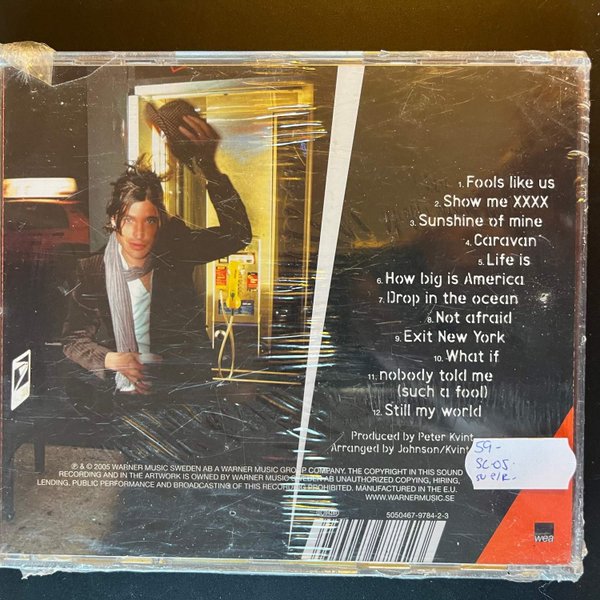 1. Fools like us
2. Show me XXXX
3. Sunshine of mine
4. Caravan
5. Life is
6. How big is America
7. Drop in the ocean
8. Not afraid
9. Exit New York
10. What if
11. nobody told me
(such a fool)
12. Still my world
Produced by Peter Kvint
Arranged by Johnson/Kvint
℗ & © 2005 WARNER MUSIC SWEDEN AB A WARNER MUSIC GROUP COMPANY. THE COPYRIGHT IN THIS SOUND
RECORDING AND IN THE ARTWORK IS OWNED BY WARNER MUSIC SWEDEN AB UNAUTHORIZED COPYING, HIRING,
LENDING. PUBLIC PERFORMANCE AND BROADCASTING OF THIS RECORDING PROHIBITED. MANUFACTURED IN THE E.U.
WWW.WARNERMUSIC.SE
5050467-9784-2-3
59-
SC-05-
wea